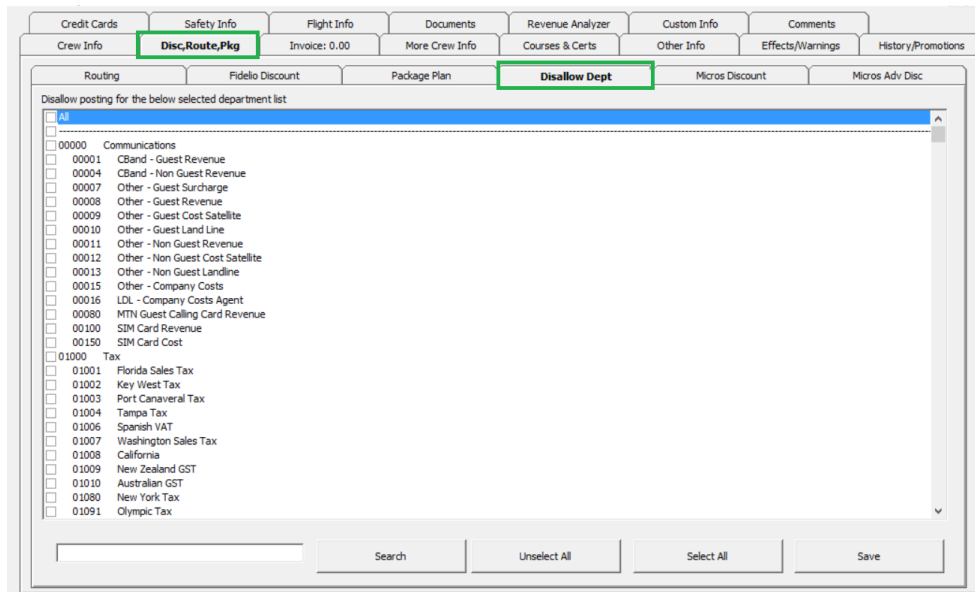 Credit Cards Safety Info Flight Info Documents Revenue Analyzer Custom Info Comments
Crew Info Disc,Route,Pkg Invoice: 0.00 More Crew Info Courses & Certs Other Info Effects/Warnings History/Promotions
Routing Fidelio Discount Package Plan Disallow Dept Micros Discount Micros Adv Disc
Disallow posting for the below selected department list
All
00000 Communications
00001 CBand - Guest Revenue
00004 CBand - Non Guest Revenue
00007 Other - Guest Surcharge
00008 Other - Guest Revenue
00009 Other - Guest Cost Satellite
00010 Other - Guest Land Line
00011 Other - Non Guest Revenue
00012 Other - Non Guest Cost Satellite
00013 Other - Non Guest Landline
00015 Other - Company Costs
00016 LDL - Company Costs Agent
00080 MTN Guest Calling Card Revenue
00100 SIM Card Revenue
00150 SIM Card Cost
01000 Tax
01001 Florida Sales Tax
01002 Key West Tax
01003 Port Canaveral Tax
01004 Tampa Tax
01006 Spanish VAT
01007 Washington Sales Tax
01008 California
01009 New Zealand GST
01010 Australian GST
01080 New York Tax
01091 Olympic Tax
Search Unselect All Select All Save